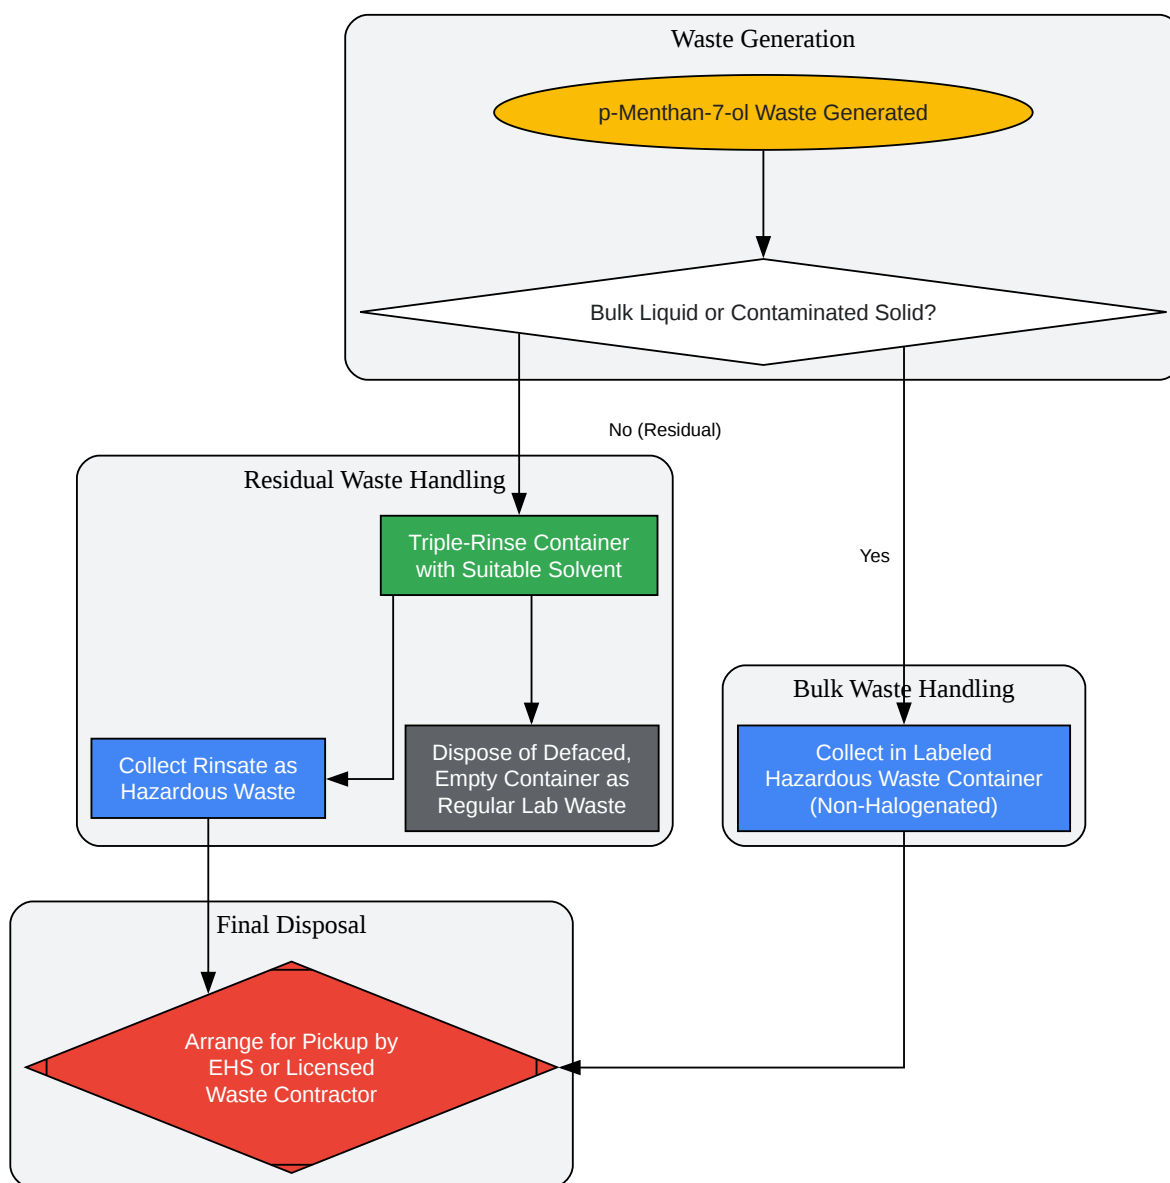 Waste Generation
p-Menthan-7-ol Waste Generated
Bulk Liquid or Contaminated Solid?
No (Residual)
Residual Waste Handling
Triple-Rinse Container
with Suitable Solvent
Yes
Bulk Waste Handling
Collect Rinsate as
Hazardous Waste
Dispose of Defaced,
Empty Container as
Regular Lab Waste
Collect in Labeled
Hazardous Waste Container
(Non-Halogenated)
Final Disposal
Arrange for Pickup by
EHS or Licensed
Waste Contractor